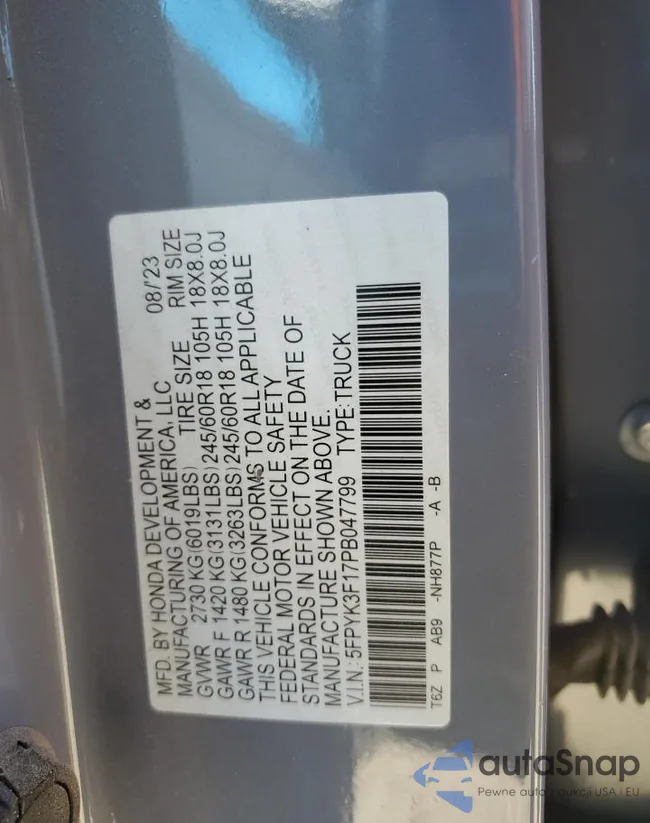 MFD. BY HONDA DEVELOPMENT &
MANUFACTURING OF AMERICA, LLC 08/'23
GVWR 2730 KG(6019LBS) TIRE SIZE RIM SIZE
GAWR F 1420 KG(3131LBS) 245/60R18 105H 18X8.0J
GAWR R 1480 KG(3263LBS) 245/60R18 105H 18X8.0J
THIS VEHICLE CONFORMS TO ALL APPLICABLE
FEDERAL MOTOR VEHICLE SAFETY
STANDARDS IN EFFECT ON THE DATE OF
MANUFACTURE SHOWN ABOVE.
V.I.N.: 5FPYK3F17PB047799 TYPE: TRUCK
T6Z P AB9 -NH877P -A -B
autaSnap
Pewne auta z aukcji USA i EU